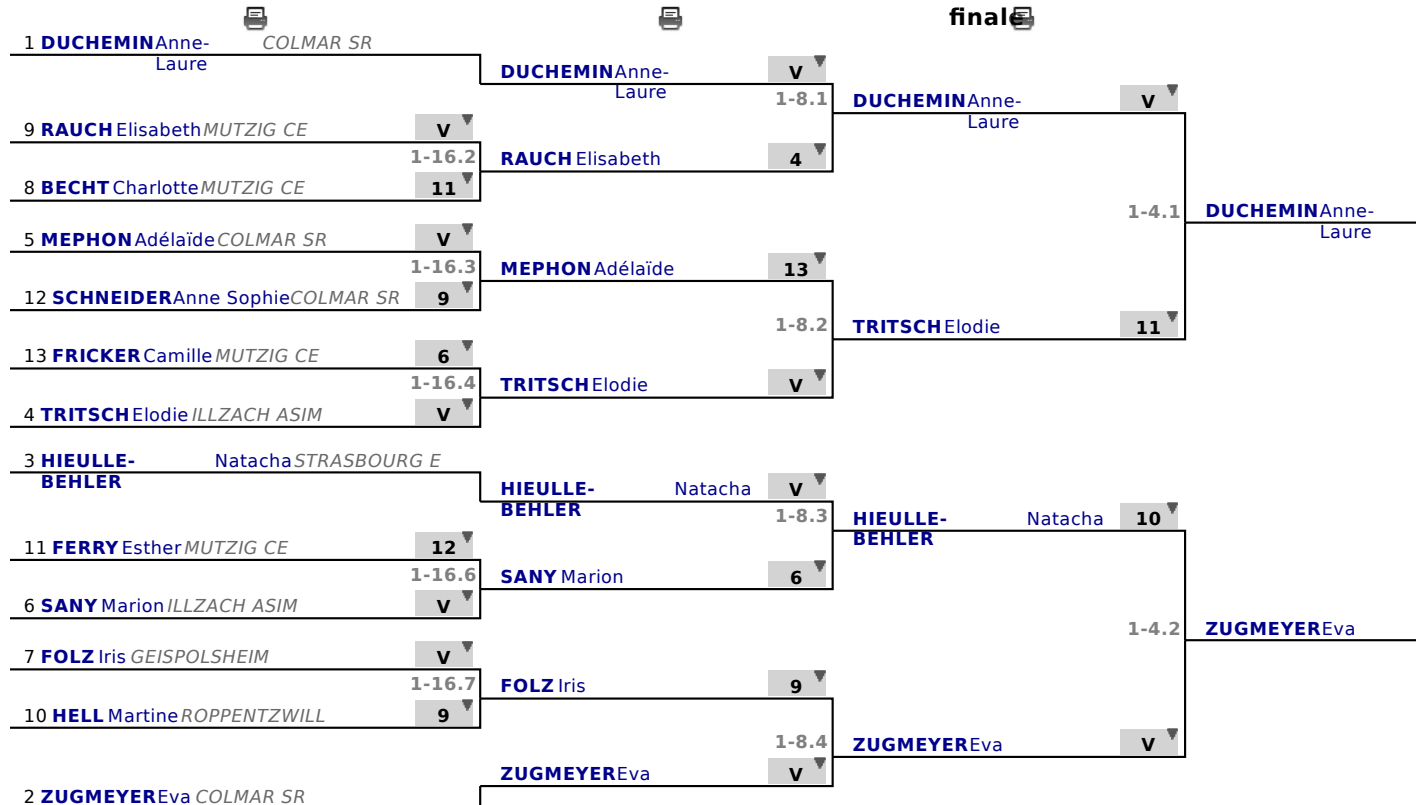 finale
1 DUCHEMIN Anne-Laure COLMAR SR
9 RAUCH Elisabeth MUTZIG CE V
1-16.2
8 BECHT Charlotte MUTZIG CE 11
5 MEPHON Adélaïde COLMAR SR V
1-16.3
12 SCHNEIDER Anne Sophie COLMAR SR 9
13 FRICKER Camille MUTZIG CE 6
1-16.4
4 TRITSCH Elodie ILLZACH ASIM V
3 HIEULLE-BEHLER Natacha STRASBOURG E
11 FERRY Esther MUTZIG CE 12
1-16.6
6 SANY Marion ILLZACH ASIM V
7 FOLZ Iris GEISPOLSHEIM V
1-16.7
10 HELL Martine ROPPENTZWILL 9
2 ZUGMEYER Eva COLMAR SR
DUCHEMIN Anne-Laure V
1-8.1
RAUCH Elisabeth 4
MEPHON Adélaïde 13
1-8.2
TRITSCH Elodie V
HIEULLE-BEHLER Natacha V
1-8.3
SANY Marion 6
FOLZ Iris 9
1-8.4
ZUGMEYER Eva V
DUCHEMIN Anne-Laure V
1-4.1
TRITSCH Elodie 11
HIEULLE-BEHLER Natacha 10
1-4.2
ZUGMEYER Eva V
DUCHEMIN Anne-Laure
ZUGMEYER Eva